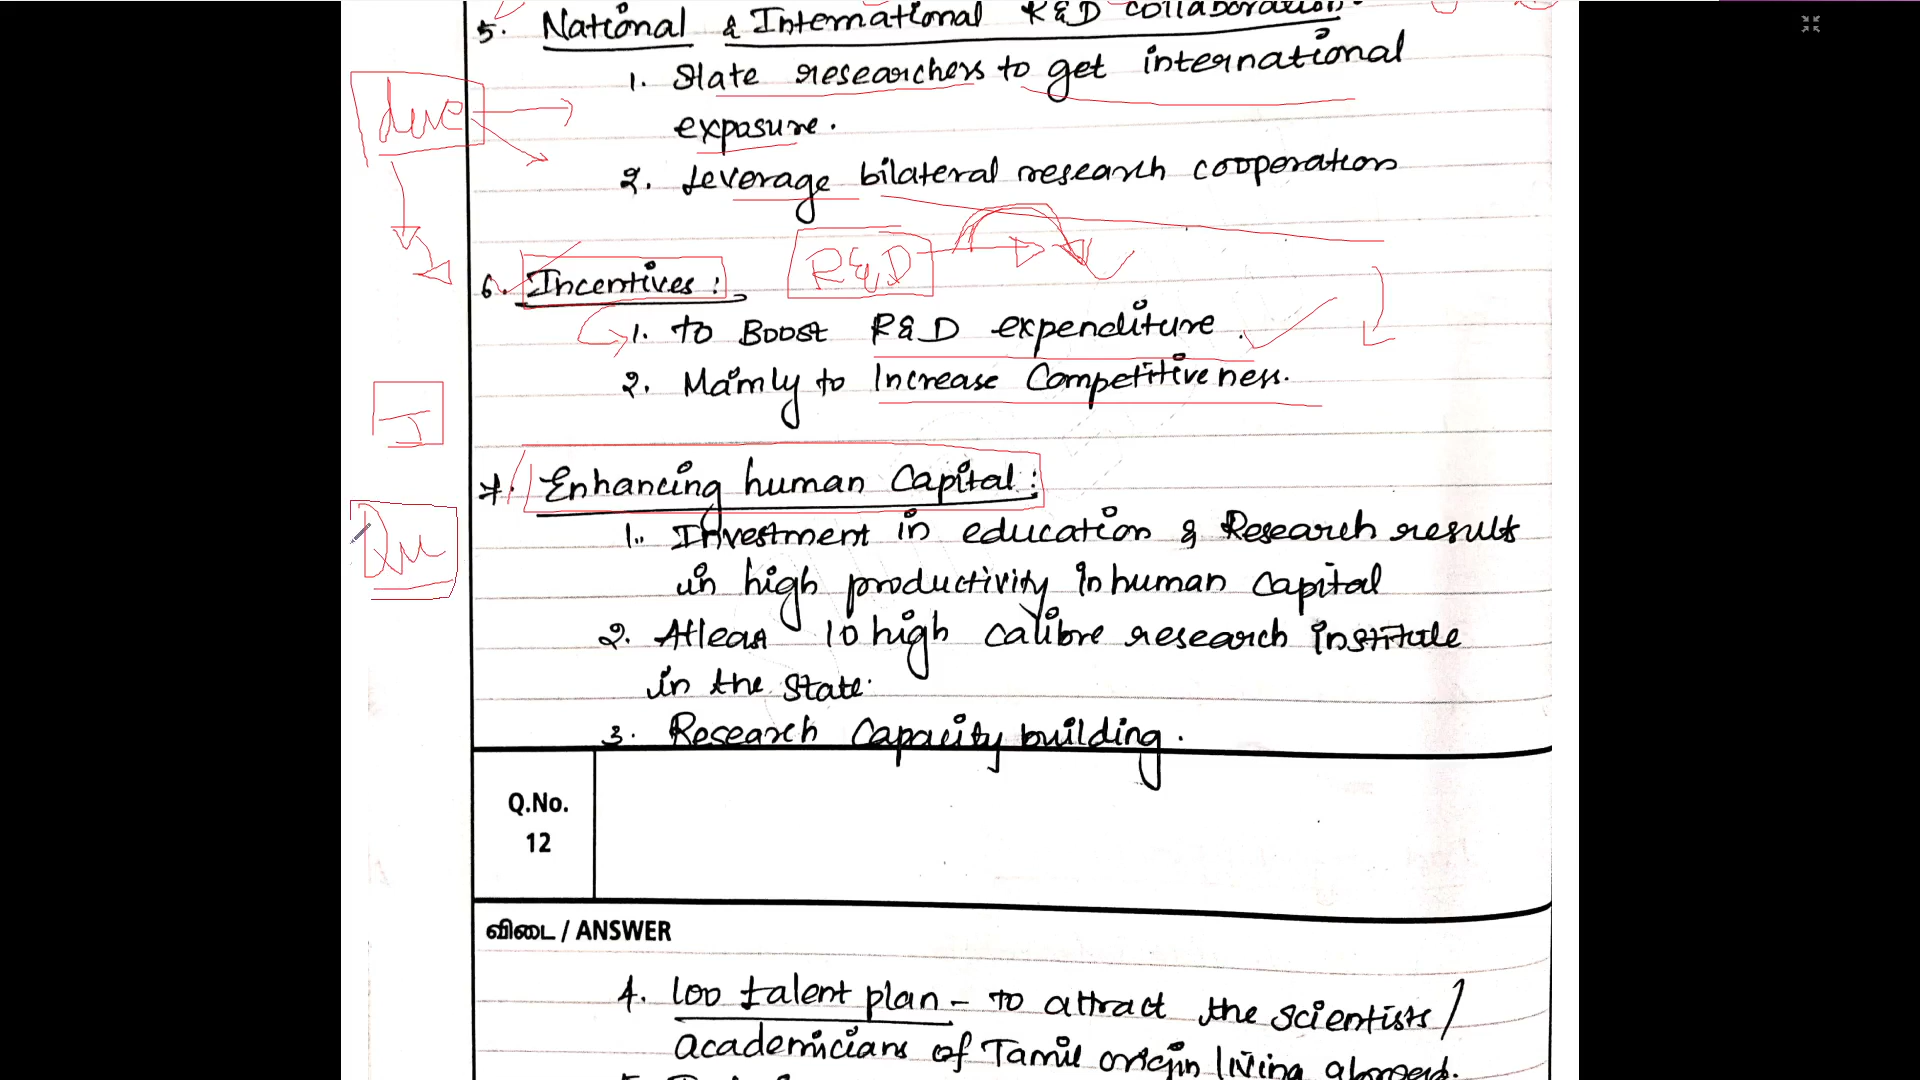 5. National & International R&D collaboration.
1. State researchers to get international
exposure.
2. Leverage bilateral research cooperation
R&D
6. Incentives :
1. to Boost R&D expenditure.
2. Mainly to Increase Competitiveness.
7. Enhancing human Capital :
1. Investment in education & Research results
in high productivity in human capital
2. Atleast 10 high calibre research institute
in the State.
3. Research Capacity building.
Q.No.
12
விடை / ANSWER
4. 100 talent plan - to attract the scientists /
academicians of Tamil origin living abroad.